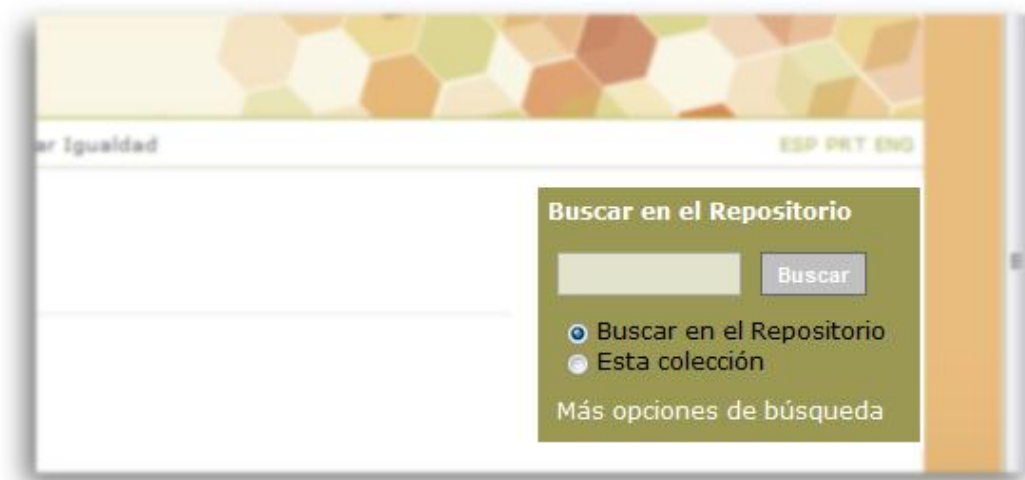 ar Igualdad
ESP PRT ENG
Buscar en el Repositorio
Buscar
Buscar en el Repositorio
Esta colección
Más opciones de búsqueda